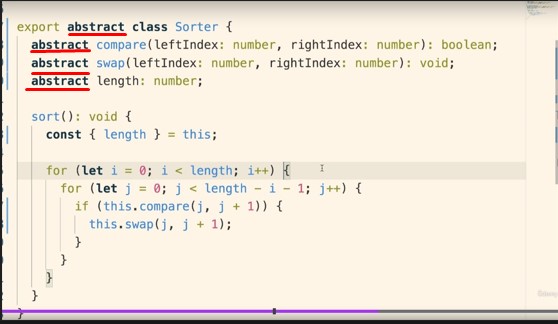 export abstract class Sorter {
abstract compare(leftIndex: number, rightIndex: number): boolean;
abstract swap(leftIndex: number, rightIndex: number): void;
abstract length: number;
sort(): void {
const { length } = this;
for (let i = 0; i < length; i++) {
for (let j = 0; j < length - i - 1; j++) {
if (this.compare(j, j + 1)) {
this.swap(j, j + 1);
}
}
}
}
}